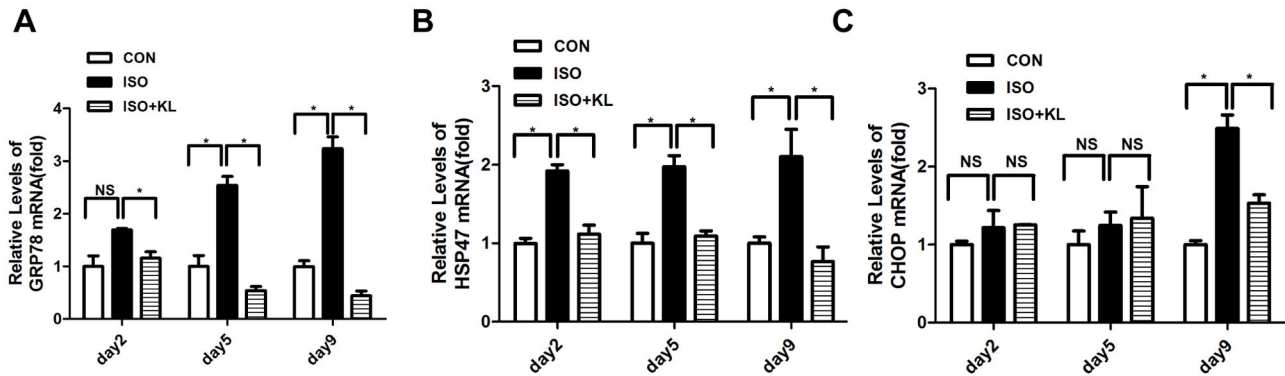 A
CON
ISO
ISO+KL
Relative Levels of
GRP78 mRNA(fold)
4
3
2
1
0
NS
*
*
*
*
*
day2
day5
day9
B
CON
ISO
ISO+KL
Relative Levels of
HSP47 mRNA(fold)
3
2
1
0
*
*
*
*
*
*
day2
day5
day9
C
CON
ISO
ISO+KL
Relative Levels of
CHOP mRNA(fold)
3
2
1
0
NS
NS
NS
NS
*
*
day2
day5
day9